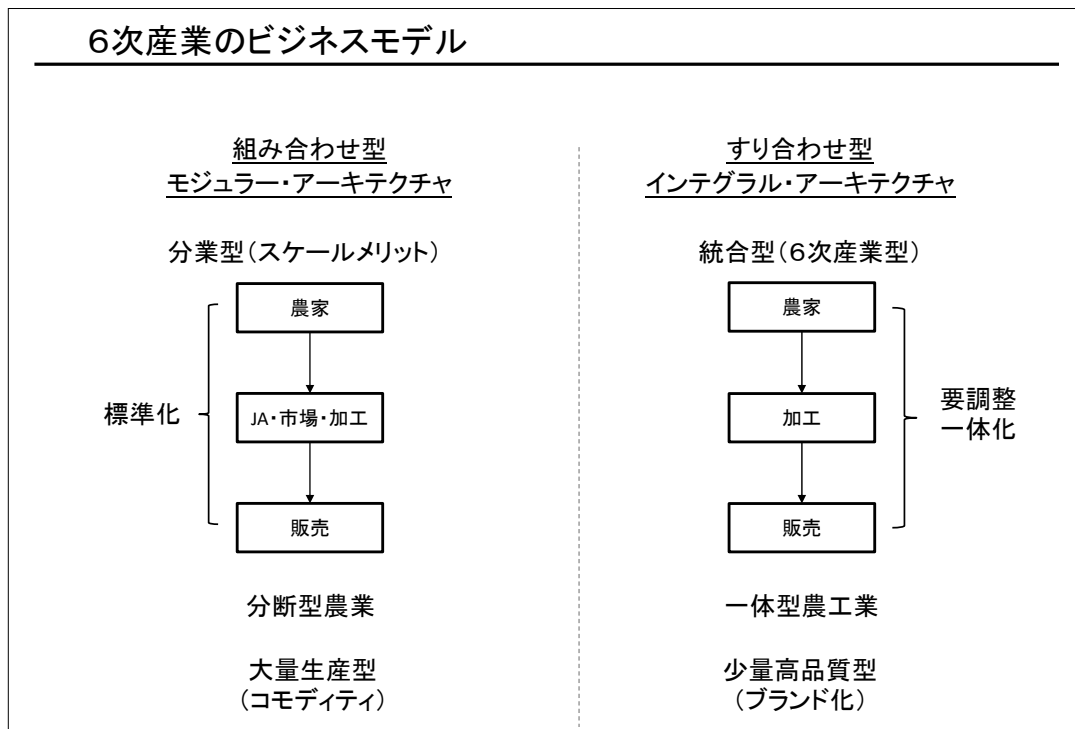 ６次産業のビジネスモデル
組み合わせ型
モジュラー・アーキテクチャ
分業型（スケールメリット）
農家
標準化
JA・市場・加工
販売
分断型農業
大量生産型
（コモディティ）
すり合わせ型
インテグラル・アーキテクチャ
統合型（６次産業型）
農家
加工
要調整
一体化
販売
一体型農工業
少量高品質型
（ブランド化）